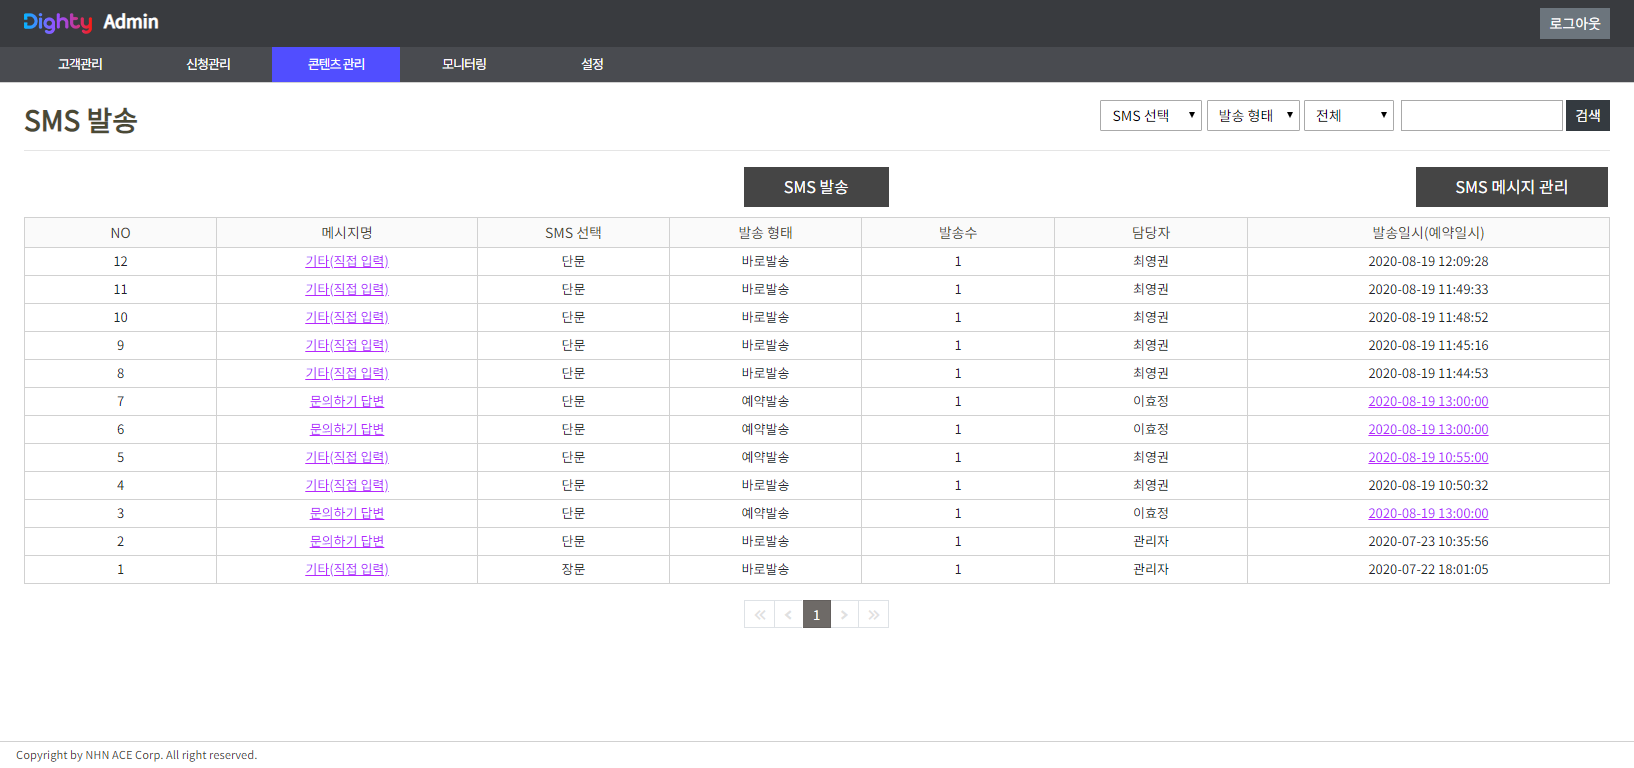 Dighty Admin 로그아웃
고객관리 신청관리 콘텐츠 관리 모니터링 설정
SMS 발송 SMS 선택 발송 형태 전체 검색
SMS 발송 SMS 메시지 관리
NO 메시지명 SMS 선택 발송 형태 발송수 담당자 발송일시(예약일시)
12 기타(직접 입력) 단문 바로발송 1 최영권 2020-08-19 12:09:28
11 기타(직접 입력) 단문 바로발송 1 최영권 2020-08-19 11:49:33
10 기타(직접 입력) 단문 바로발송 1 최영권 2020-08-19 11:48:52
9 기타(직접 입력) 단문 바로발송 1 최영권 2020-08-19 11:45:16
8 기타(직접 입력) 단문 바로발송 1 최영권 2020-08-19 11:44:53
7 문의하기 답변 단문 예약발송 1 이효정 2020-08-19 13:00:00
6 문의하기 답변 단문 예약발송 1 이효정 2020-08-19 13:00:00
5 기타(직접 입력) 단문 예약발송 1 최영권 2020-08-19 10:55:00
4 기타(직접 입력) 단문 바로발송 1 최영권 2020-08-19 10:50:32
3 문의하기 답변 단문 예약발송 1 이효정 2020-08-19 13:00:00
2 문의하기 답변 단문 바로발송 1 관리자 2020-07-23 10:35:56
1 기타(직접 입력) 장문 바로발송 1 관리자 2020-07-22 18:01:05
« < 1 > »
Copyright by NHN ACE Corp. All right reserved.